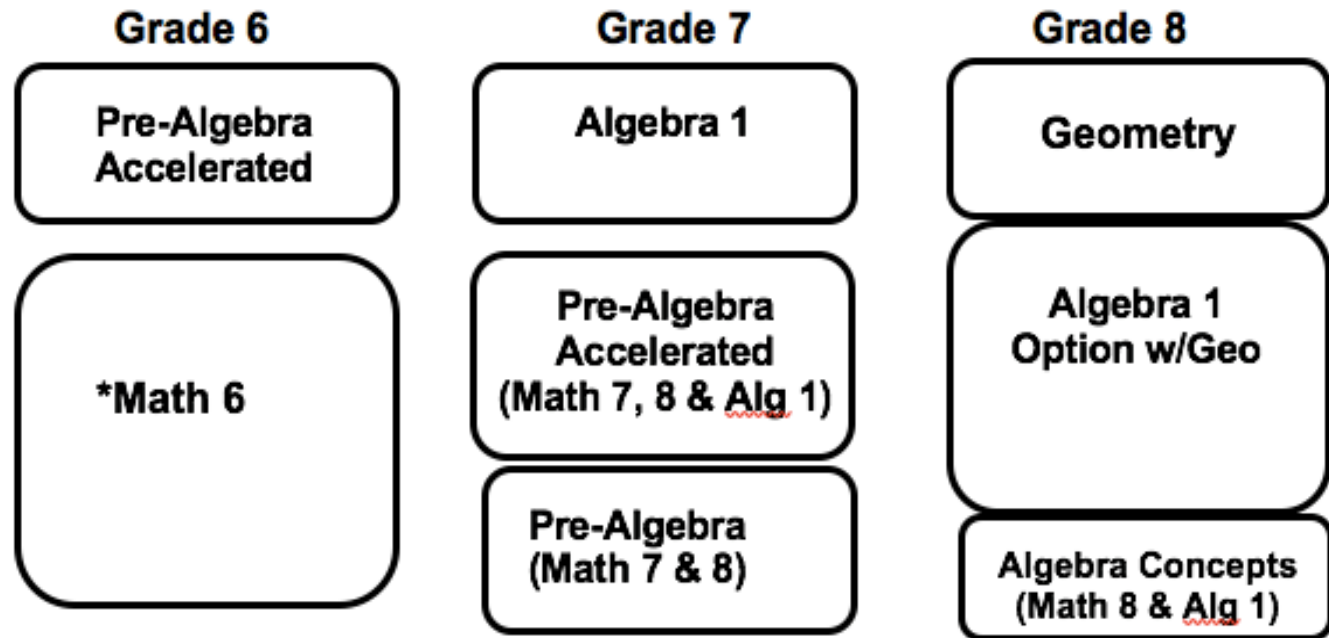 Grade 6
Pre-Algebra
Accelerated
*Math 6
Grade 7
Algebra 1
Pre-Algebra
Accelerated
(Math 7, 8 & Alg 1)
Pre-Algebra
(Math 7 & 8)
Grade 8
Geometry
Algebra 1
Option w/Geo
Algebra Concepts
(Math 8 & Alg 1)